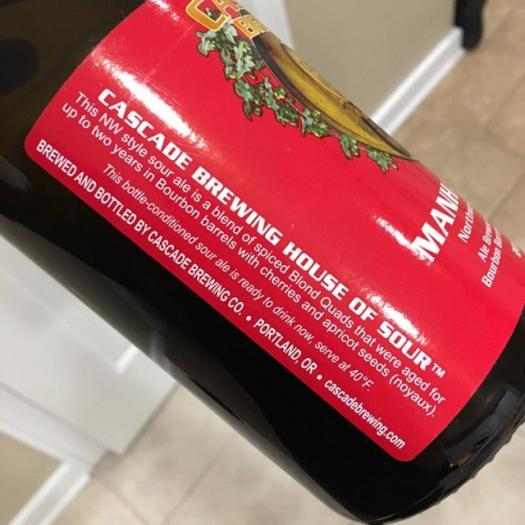 CASCADE BREWING HOUSE OF SOUR™
This NW style sour ale is a blend of spiced Blond Quads that were aged for
up to two years in Bourbon barrels with cherries and apricot seeds (noyaux).
This bottle-conditioned sour ale is ready to drink now, serve at 40°F.
BREWED AND BOTTLED BY CASCADE BREWING CO. • PORTLAND, OR • cascadebrewing.com
MANH
North
Ale Brew
Bourbon Ba